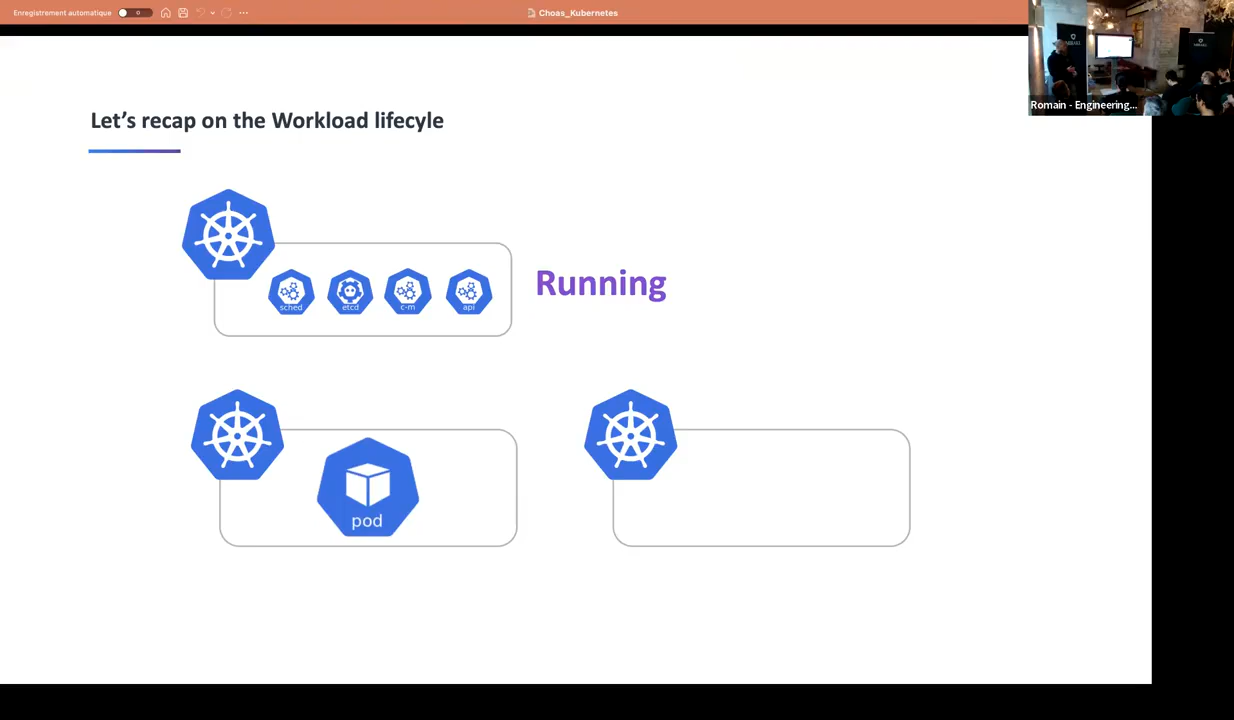 Enregistrement automatique
Choas_Kubernetes
Romain - Engineering...
Let's recap on the Workload lifecyle
sched
etcd
c-m
api
Running
pod